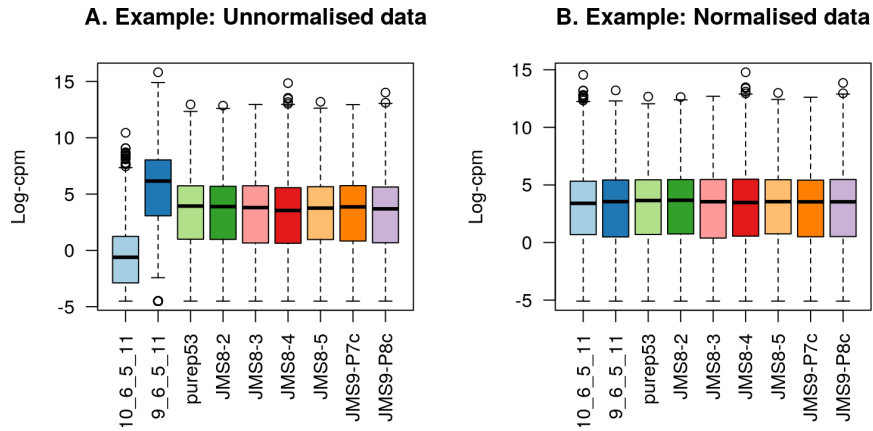 A. Example: Unnormalised data
Log-cpm
15
10
5
0
-5
10_6_5_11
9_6_5_11
purep53
JMS8-2
JMS8-3
JMS8-4
JMS8-5
JMS9-P7c
JMS9-P8c
B. Example: Normalised data
Log-cpm
15
10
5
0
-5
10_6_5_11
9_6_5_11
purep53
JMS8-2
JMS8-3
JMS8-4
JMS8-5
JMS9-P7c
JMS9-P8c